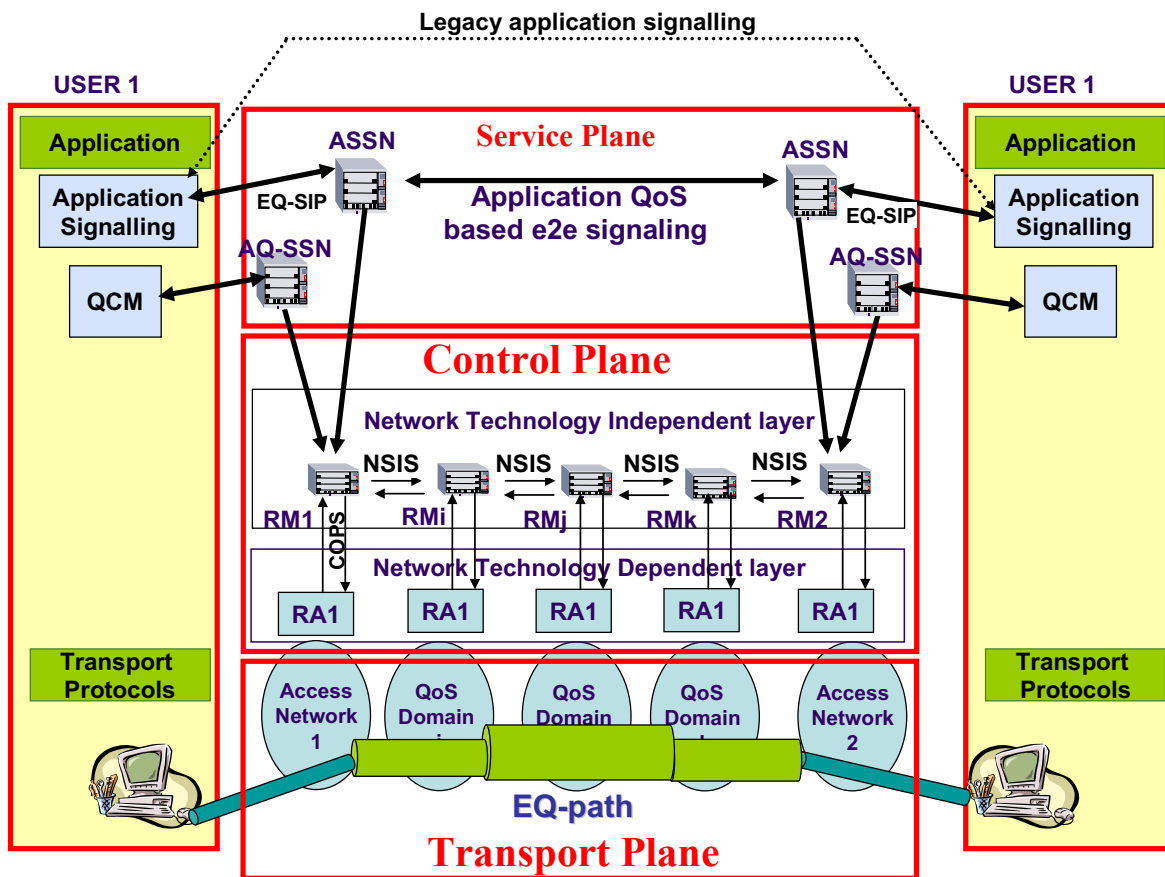 Legacy application signalling
USER 1
USER 1
Application
Application
Signalling
QCM
Transport
Protocols
Service Plane
ASSN
ASSN
EQ-SIP
EQ-SIP
Application QoS
based e2e signaling
AQ-SSN
AQ-SSN
Application
Application
Signalling
QCM
Transport
Protocols
Control Plane
Network Technology Independent layer
NSIS
NSIS
NSIS
NSIS
RM1
RMi
RMj
RMk
RM2
COPS
Network Technology Dependent layer
RA1
RA1
RA1
RA1
RA1
Access
Network
1
QoS
Domain
QoS
Domain
QoS
Domain
Access
Network
2
EQ-path
Transport Plane